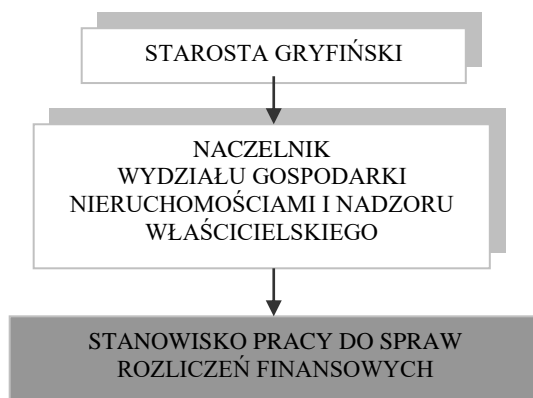 STAROSTA GRYFIŃSKI
NACZELNIK
WYDZIAŁU GOSPODARKI
NIERUCHOMOŚCIAMI I NADZORU
WŁAŚCICIELSKIEGO
STANOWISKO PRACY DO SPRAW
ROZLICZEŃ FINANSOWYCH